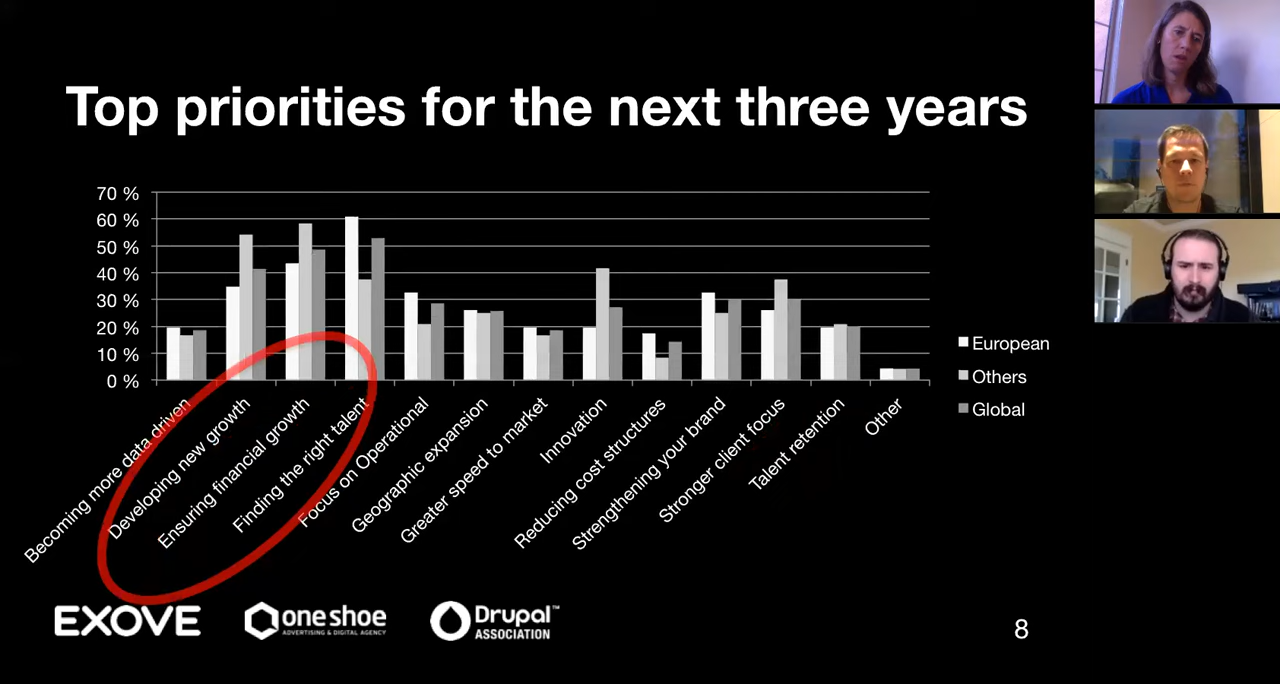 Top priorities for the next three years
70 %
60 %
50 %
40 %
30 %
20 %
10 %
0 %
Becoming more data driven
Developing new growth
Ensuring financial growth
Finding the right talent
Focus on Operational
Geographic expansion
Greater speed to market
Innovation
Reducing cost structures
Strengthening your brand
Stronger client focus
Talent retention
Other
European
Others
Global
EXOVE
one shoe
ADVERTISING & DIGITAL AGENCY
Drupal™
ASSOCIATION
8